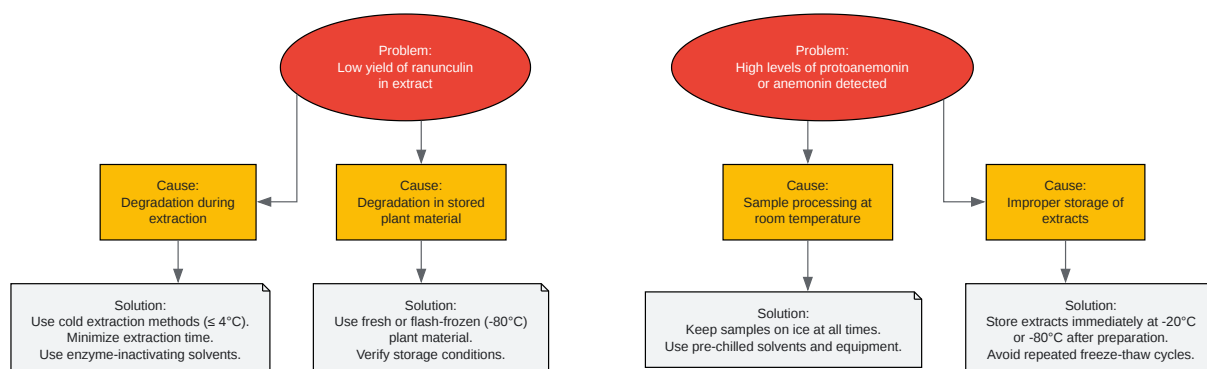 Problem:
Low yield of ranunculin
in extract
Problem:
High levels of protoanemonin
or anemonin detected
Cause:
Degradation during
extraction
Cause:
Degradation in stored
plant material
Cause:
Sample processing at
room temperature
Cause:
Improper storage of
extracts
Solution:
Use cold extraction methods (≤ 4°C).
Minimize extraction time.
Use enzyme-inactivating solvents.
Solution:
Use fresh or flash-frozen (-80°C)
plant material.
Verify storage conditions.
Solution:
Keep samples on ice at all times.
Use pre-chilled solvents and equipment.
Solution:
Store extracts immediately at -20°C
or -80°C after preparation.
Avoid repeated freeze-thaw cycles.